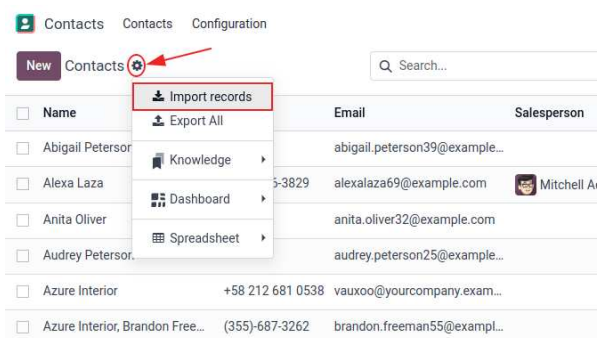 Contacts Contacts Configuration
New Contacts Search...
Import records
Name Email Salesperson
Export All
Abigail Peterson abigail.peterson39@example...
Knowledge
Alexa Laza 6-3829 alexalaza69@example.com Mitchell A
Dashboard
Anita Oliver anita.oliver32@example.com
Spreadsheet
Audrey Peterson audrey.peterson25@example...
Azure Interior +58 212 681 0538 vauxoo@yourcompany.exam...
Azure Interior, Brandon Free... (355)-687-3262 brandon.freeman55@exampl...